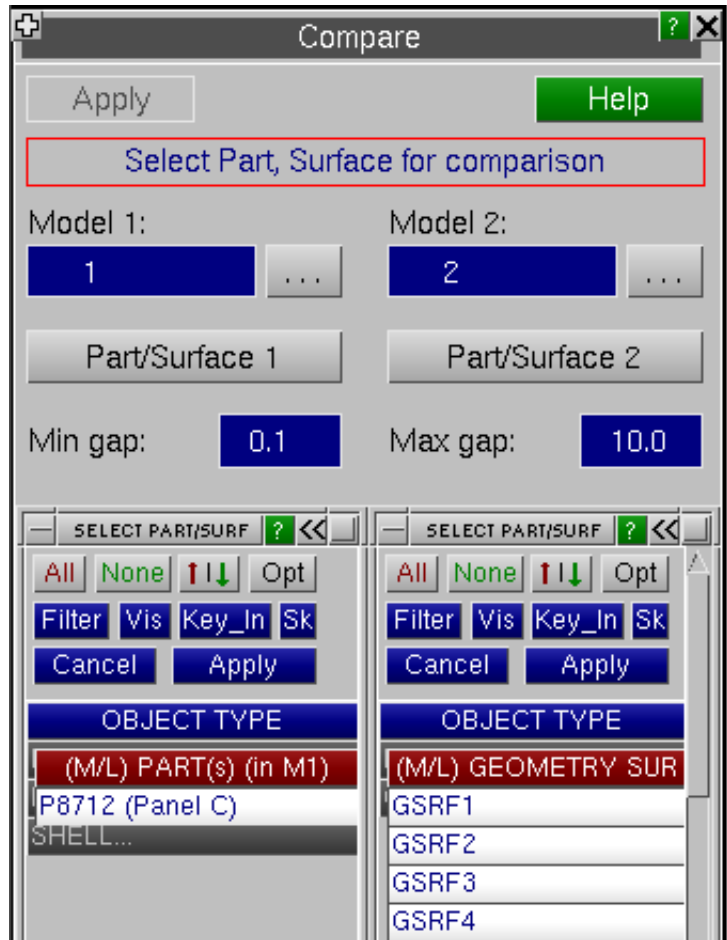 Compare ?
Apply Help
Select Part, Surface for comparison
Model 1: Model 2:
1 ... 2 ...
Part/Surface 1 Part/Surface 2
Min gap: 0.1 Max gap: 10.0
SELECT PART/SURF ? << SELECT PART/SURF ? <<
All None Opt All None Opt
Filter Vis Key_In Sk Filter Vis Key_In Sk
Cancel Apply Cancel Apply
OBJECT TYPE OBJECT TYPE
(M/L) PART(s) (in M1) (M/L) GEOMETRY SUR
P8712 (Panel C) GSRF1
SHELL... GSRF2
GSRF3
GSRF4